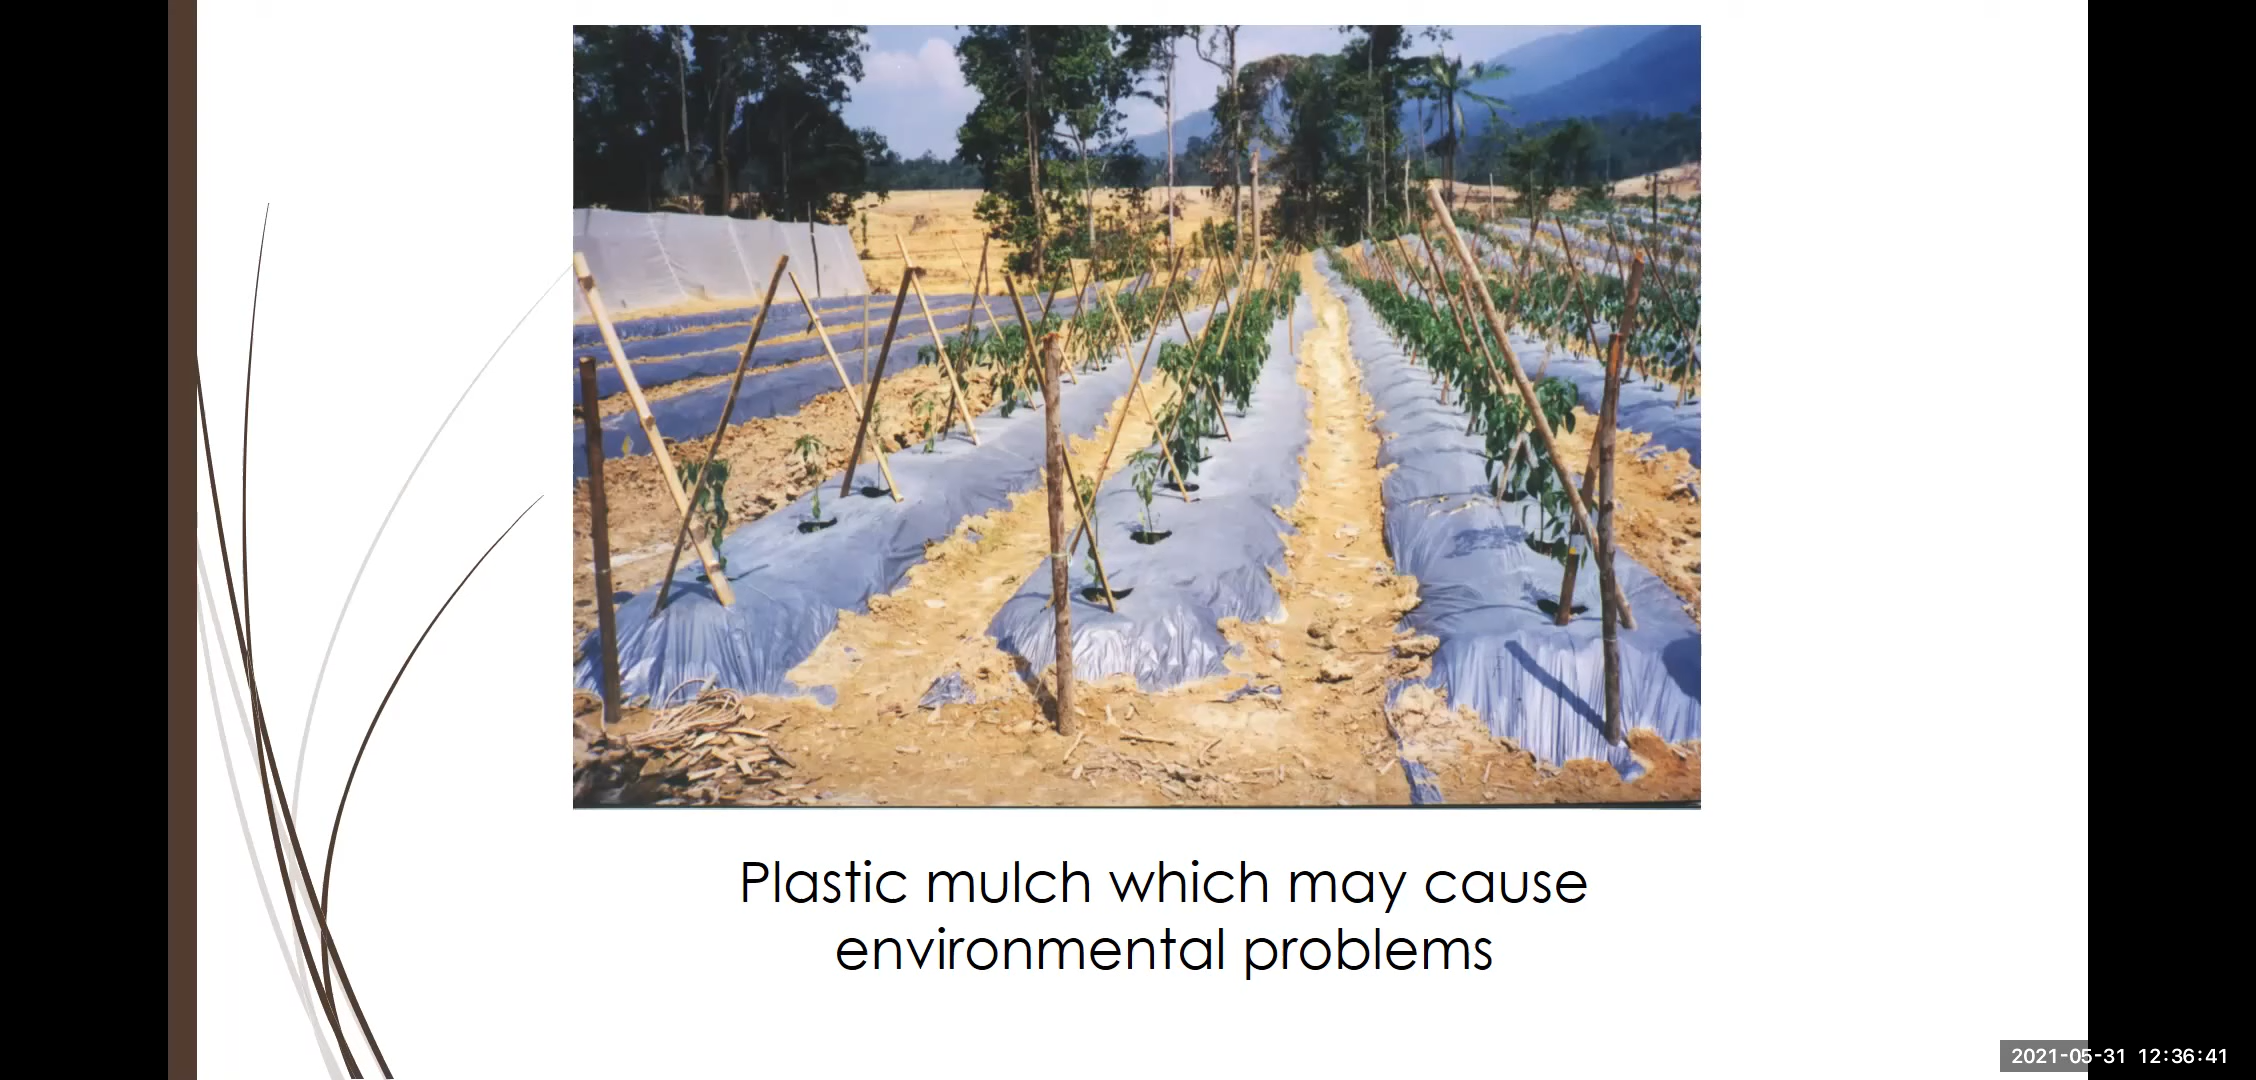 Plastic mulch which may cause
environmental problems
2021-05-31 12:36:41